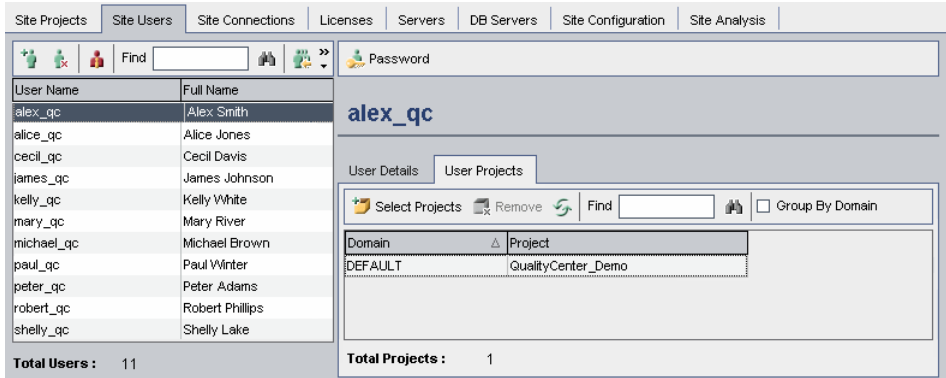 Site Projects Site Users Site Connections Licenses Servers DB Servers Site Configuration Site Analysis
Find
Password
User Name Full Name
alex_qc Alex Smith
alice_qc Alice Jones
cecil_qc Cecil Davis
james_qc James Johnson
kelly_qc Kelly White
mary_qc Mary River
michael_qc Michael Brown
paul_qc Paul Winter
peter_qc Peter Adams
robert_qc Robert Phillips
shelly_qc Shelly Lake
Total Users : 11
alex_qc
User Details User Projects
Select Projects Remove Find Group By Domain
Domain Project
DEFAULT QualityCenter_Demo
Total Projects : 1